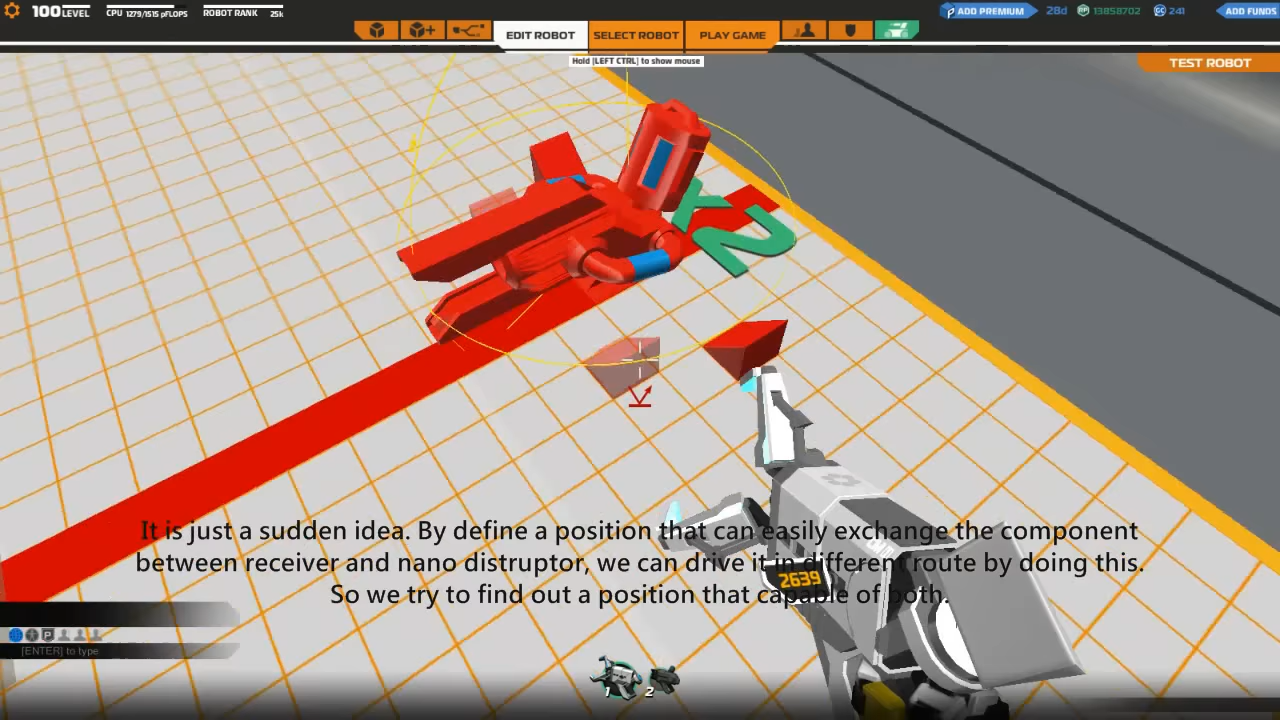 100 LEVEL
CPU 1279/1515 pFLOPS
ROBOT RANK 25k
P ADD PREMIUM
28d
RP 13858702
GC 241
ADD FUNDS
EDIT ROBOT
SELECT ROBOT
PLAY GAME
Hold [LEFT CTRL] to show mouse
TEST ROBOT
2639
It is just a sudden idea. By define a position that can easily exchange the component
between receiver and nano distruptor, we can drive it in different route by doing this.
So we try to find out a position that capable of both.
P
[ENTER] to type
1
2